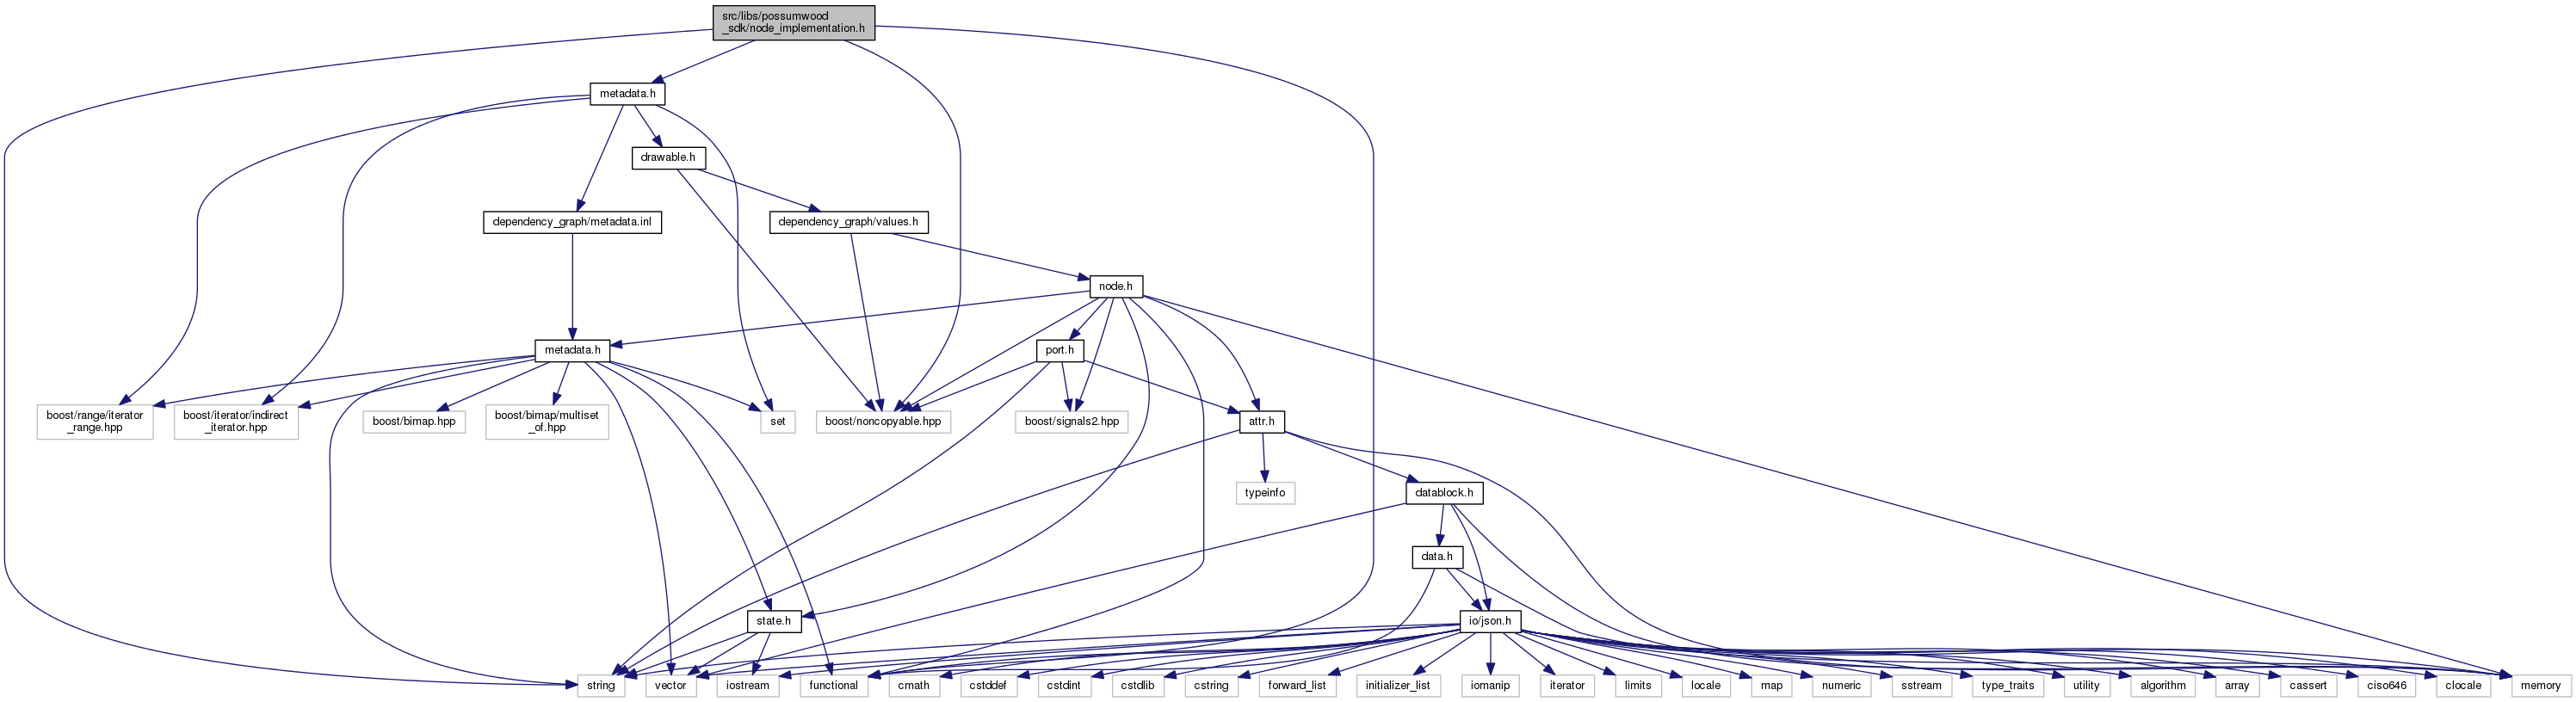 src/libs/possumwood
_sdk/node_implementation.h
metadata.h
drawable.h
dependency_graph/metadata.inl
dependency_graph/values.h
node.h
metadata.h
port.h
boost/range/iterator
_range.hpp
boost/iterator/indirect
_iterator.hpp
boost/bimap.hpp
boost/bimap/multiset
_of.hpp
set
boost/noncopyable.hpp
boost/signals2.hpp
attr.h
typeinfo
datablock.h
data.h
state.h
io/json.h
string
vector
iostream
functional
cmath
cstddef
cstdint
cstdlib
cstring
forward_list
initializer_list
iomanip
iterator
limits
locale
map
numeric
sstream
type_traits
utility
algorithm
array
cassert
ciso646
clocale
memory